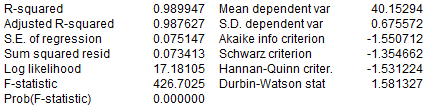 R-squared 0.989947 Mean dependent var 40.15294
Adjusted R-squared 0.987627 S.D. dependent var 0.675572
S.E. of regression 0.075147 Akaike info criterion -1.550712
Sum squared resid 0.073413 Schwarz criterion -1.354662
Log likelihood 17.18105 Hannan-Quinn criter. -1.531224
F-statistic 426.7025 Durbin-Watson stat 1.581327
Prob(F-statistic) 0.000000